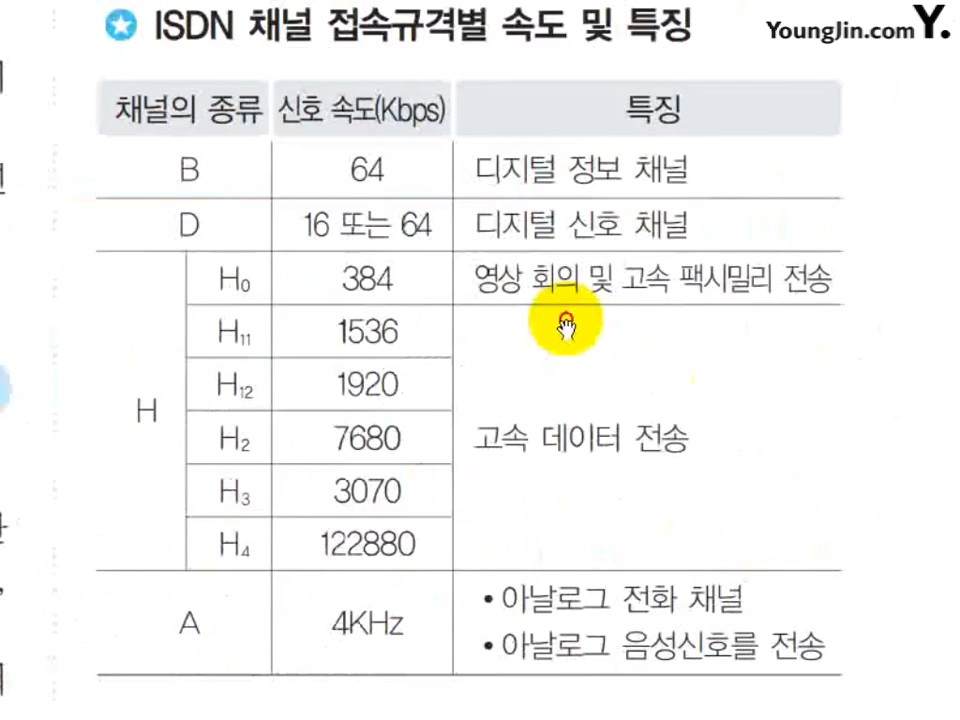 ISDN 채널 접속규격별 속도 및 특징
YoungJin.com Y.
채널의 종류 신호 속도(Kbps) 특징
B 64 디지털 정보 채널
D 16 또는 64 디지털 신호 채널
H0 384 영상 회의 및 고속 팩시밀리 전송
H11 1536
H12 1920
H
H2 7680 고속 데이터 전송
H3 3070
H4 122880
A 4KHz
• 아날로그 전화 채널
• 아날로그 음성신호를 전송